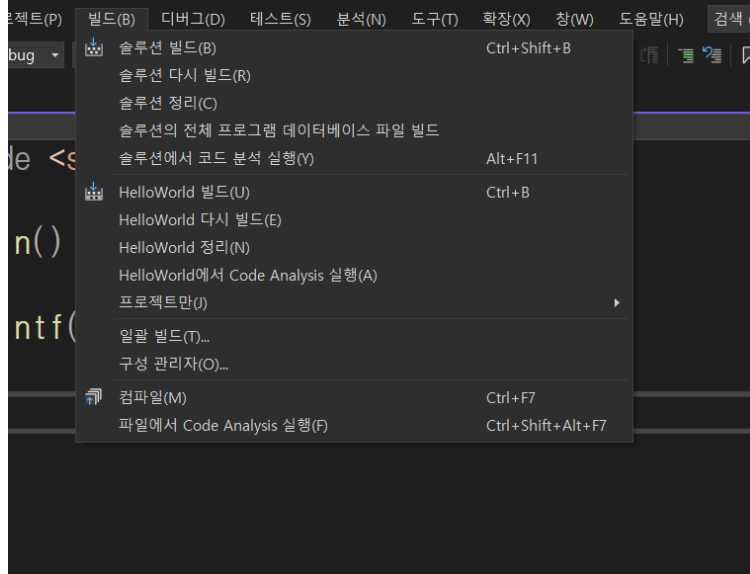 로젝트(P) 빌드(B) 디버그(D) 테스트(S) 분석(N) 도구(T) 확장(X) 창(W) 도움말(H) 검색
bug
솔루션 빌드(B) Ctrl+Shift+B
솔루션 다시 빌드(R)
솔루션 정리(C)
솔루션의 전체 프로그램 데이터베이스 파일 빌드
솔루션에서 코드 분석 실행(Y) Alt+F11
de <s
HelloWorld 빌드(U) Ctrl+B
HelloWorld 다시 빌드(E)
n()
HelloWorld 정리(N)
HelloWorld에서 Code Analysis 실행(A)
프로젝트만(J)
ntf(
일괄 빌드(T)...
구성 관리자(O)...
컴파일(M) Ctrl+F7
파일에서 Code Analysis 실행(F) Ctrl+Shift+Alt+F7